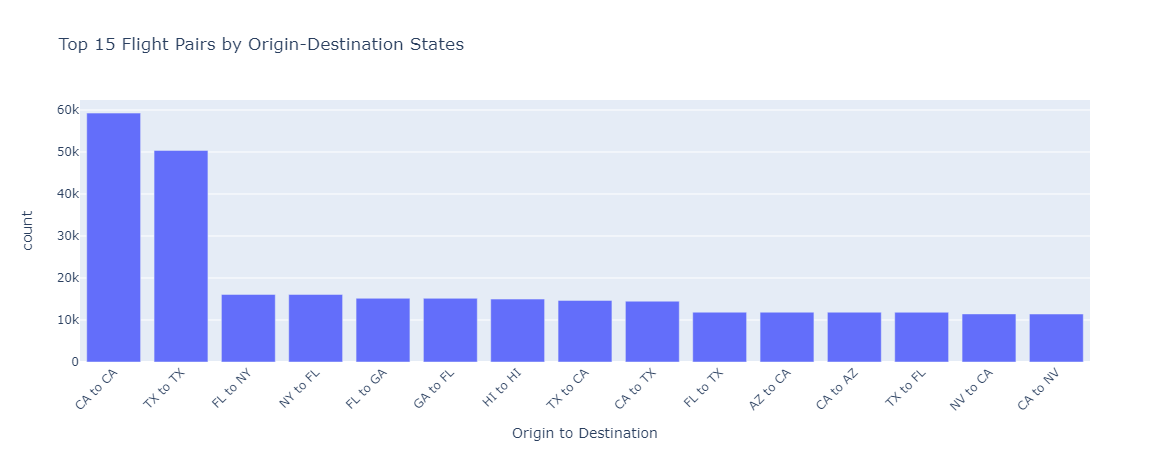 Top 15 Flight Pairs by Origin-Destination States
60k
50k
40k
30k
20k
10k
0
count
CA to CA
TX to TX
FL to NY
NY to FL
FL to GA
GA to FL
HI to HI
TX to CA
CA to TX
FL to TX
AZ to CA
CA to AZ
TX to FL
NV to CA
CA to NV
Origin to Destination